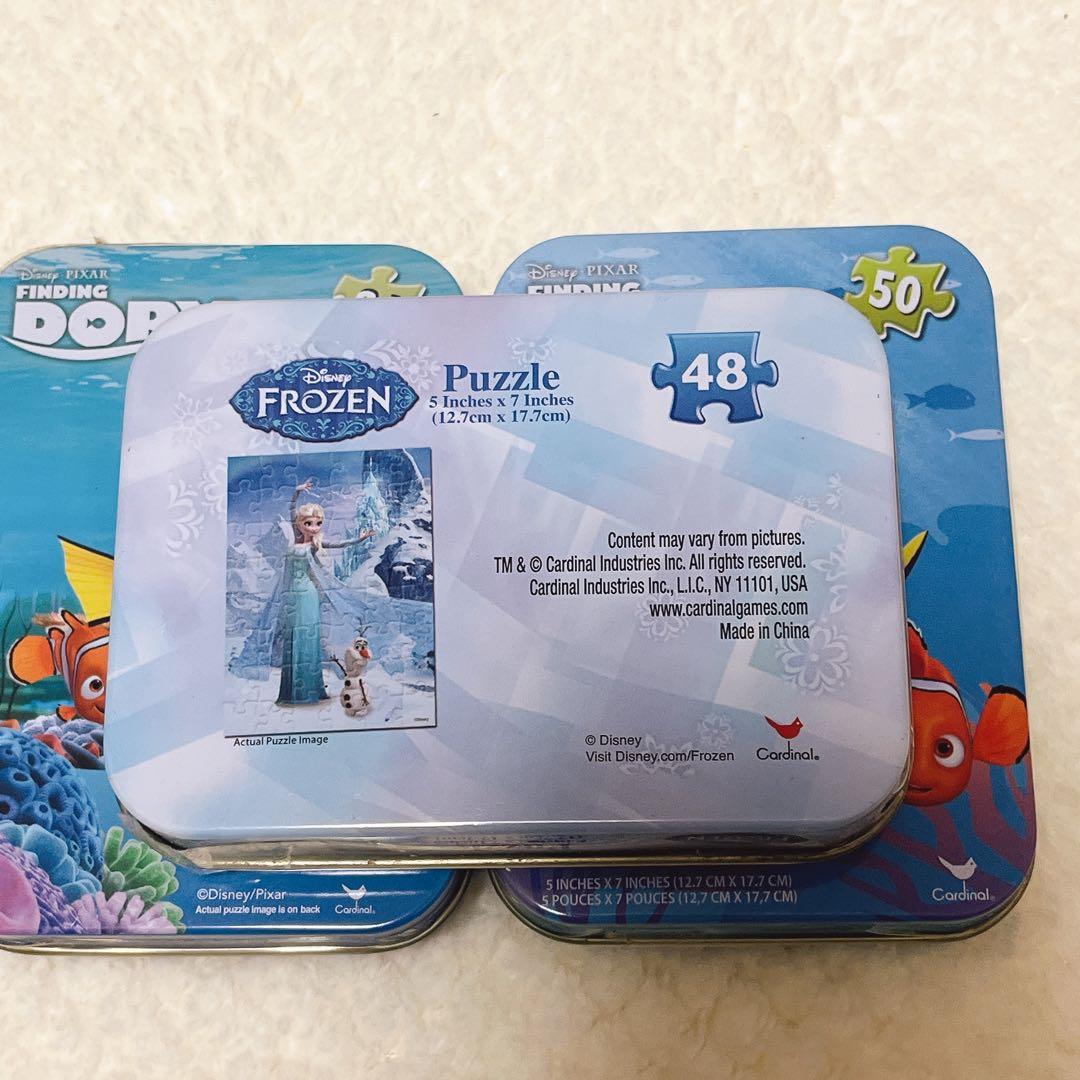 Disney · PIXAR
FINDING
DORY
Disney · PIXAR
FINDING
50
Disney
FROZEN
Puzzle
5 Inches x 7 Inches
(12.7cm x 17.7cm)
48
Content may vary from pictures.
TM & © Cardinal Industries Inc. All rights reserved.
Cardinal Industries Inc., L.I.C., NY 11101, USA
www.cardinalgames.com
Made in China
©Disney
Actual Puzzle Image
© Disney
Visit Disney.com/Frozen
Cardinal®
©Disney/Pixar
Actual puzzle image is on back
Cardinal®
5 INCHES X 7 INCHES (12.7 CM X 17.7 CM)
5 POUCES X 7 POUCES (12,7 CM X 17,7 CM)
Cardinal®